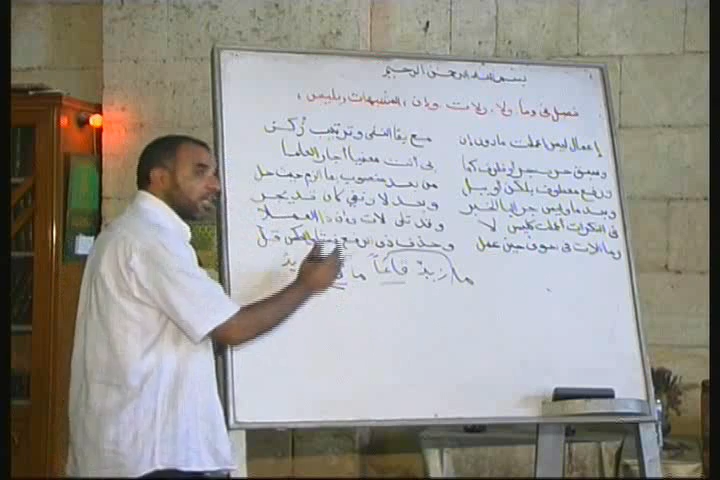 بسم الله الرحمن الرحيم
فصل في ما ولا ولات وإن المشبهات بليس
إعمال ليس أعملت ما دون إن مع بقا النفي وترتيب زكن
وسبق حرف جر أو ظرف كما بي أنت معنيا أجاز العلما
ورفع معطوف بلكن أو ببل من بعد منصوب بما الزم حيث حل
وبعد ما وليس جر البا الخبر وبعد لا ونفي كان قد يجر
في النكرات أعملت كليس لا وقد تلي لات وإن ذا العملا
وما للات في سوى حين عمل وحذف ذي الرفع فشا والعكس قل
ما زيدٌ قائماً ما